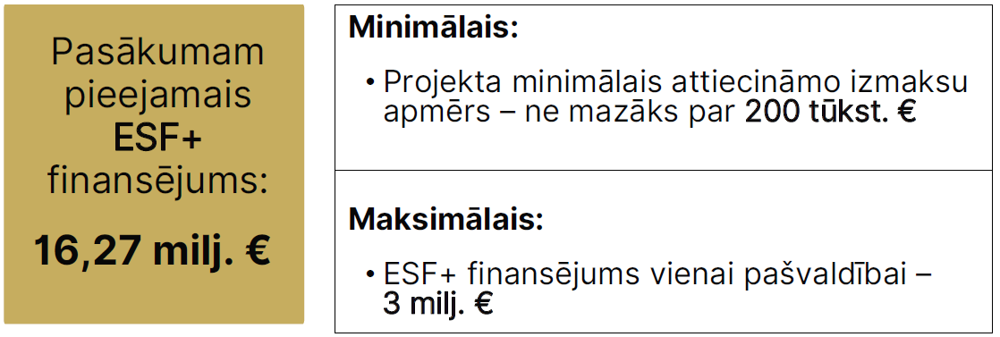 Pasākumam
pieejamais
ESF+
finansējums:
16,27 milj. €
Minimālais:
• Projekta minimālais attiecināmo izmaksu
apmērs – ne mazāks par 200 tūkst. €
Maksimālais:
• ESF+ finansējums vienai pašvaldībai –
3 milj. €